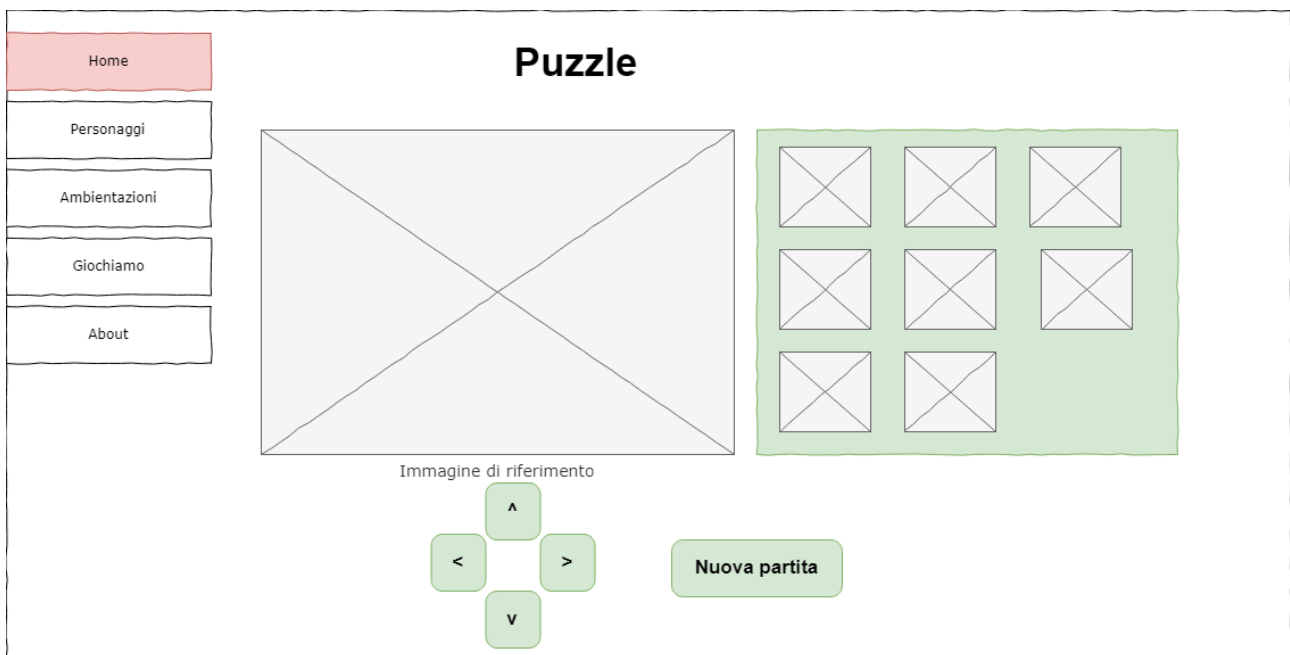 Home
Puzzle
Personaggi
Ambientazioni
Giochiamo
About
Immagine di riferimento
^
<
>
v
Nuova partita